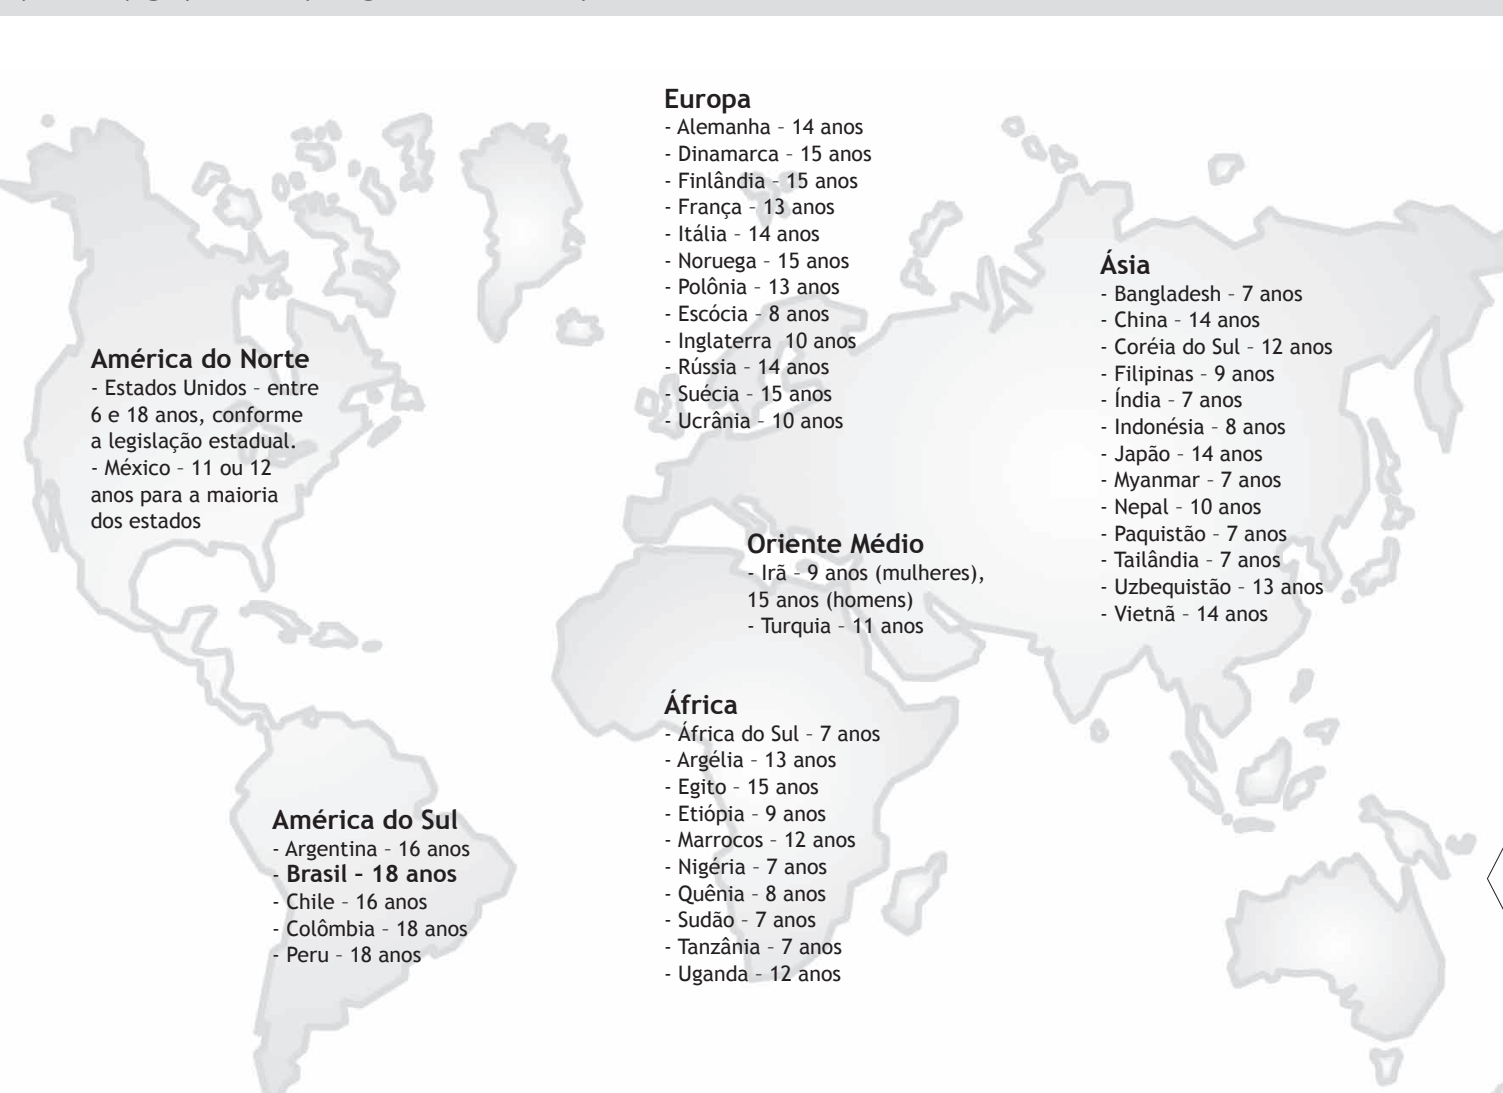 América do Norte
- Estados Unidos – entre
6 e 18 anos, conforme
a legislação estadual.
- México – 11 ou 12
anos para a maioria
dos estados
América do Sul
- Argentina – 16 anos
- Brasil – 18 anos
- Chile – 16 anos
- Colômbia – 18 anos
- Peru – 18 anos
Europa
- Alemanha – 14 anos
- Dinamarca – 15 anos
- Finlândia – 15 anos
- França – 13 anos
- Itália – 14 anos
- Noruega – 15 anos
- Polônia – 13 anos
- Escócia – 8 anos
- Inglaterra 10 anos
- Rússia – 14 anos
- Suécia – 15 anos
- Ucrânia – 10 anos
Oriente Médio
- Irã – 9 anos (mulheres),
15 anos (homens)
- Turquia – 11 anos
África
- África do Sul – 7 anos
- Argélia – 13 anos
- Egito – 15 anos
- Etiópia – 9 anos
- Marrocos – 12 anos
- Nigéria – 7 anos
- Quênia – 8 anos
- Sudão – 7 anos
- Tanzânia – 7 anos
- Uganda – 12 anos
Ásia
- Bangladesh – 7 anos
- China – 14 anos
- Coréia do Sul – 12 anos
- Filipinas – 9 anos
- Índia – 7 anos
- Indonésia – 8 anos
- Japão – 14 anos
- Myanmar – 7 anos
- Nepal – 10 anos
- Paquistão – 7 anos
- Tailândia – 7 anos
- Uzbequistão – 13 anos
- Vietnã – 14 anos